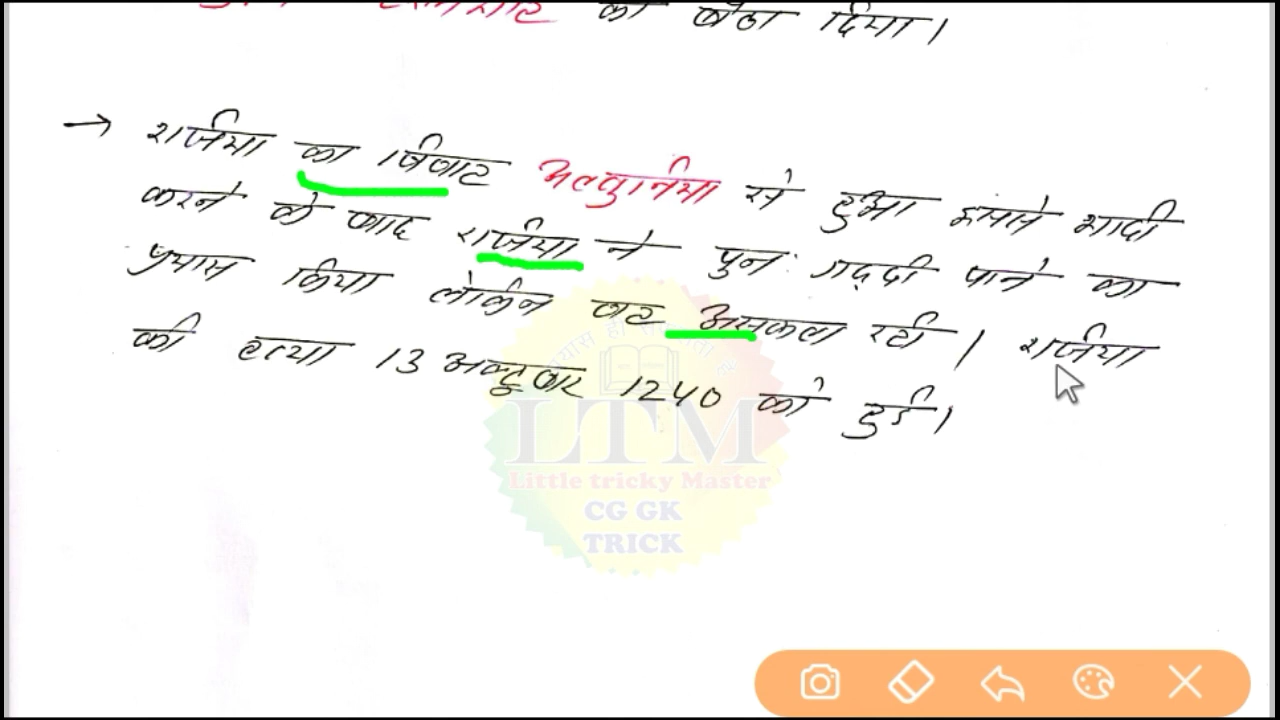 को बैठा दिया।
→ रजिया का विवाह अल्तुनिया से हुआ इससे शादी
करने के बाद रजिया ने पुनः गद्दी पाने का
प्रयास किया लेकिन वह असफल रही। रजिया
की हत्या 13 अक्टूबर 1240 को हुई।
LTM
Little tricky Master
CG GK
TRICK